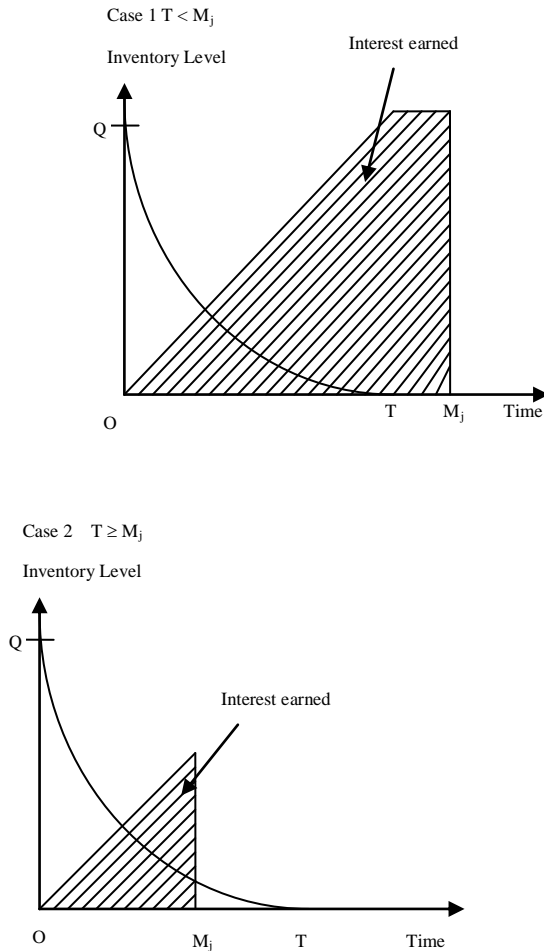 Case 1 T < Mj
Interest earned
Inventory Level
Q
O
T Mj Time
Case 2 T ≥ Mj
Inventory Level
Q
Interest earned
O Mj T Time